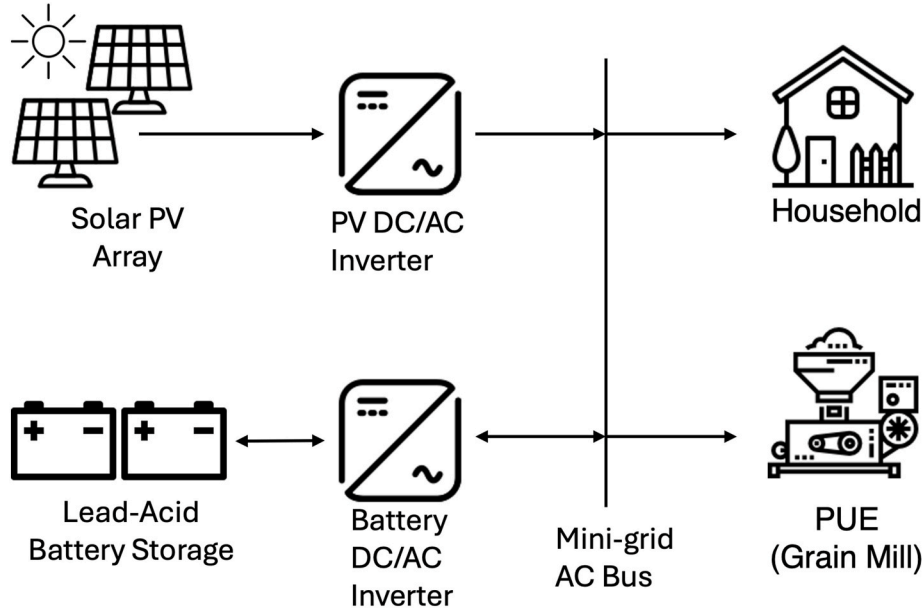 Solar PV
Array
PV DC/AC
Inverter
Household
Lead-Acid
Battery Storage
Battery
DC/AC
Inverter
Mini-grid
AC Bus
PUE
(Grain Mill)